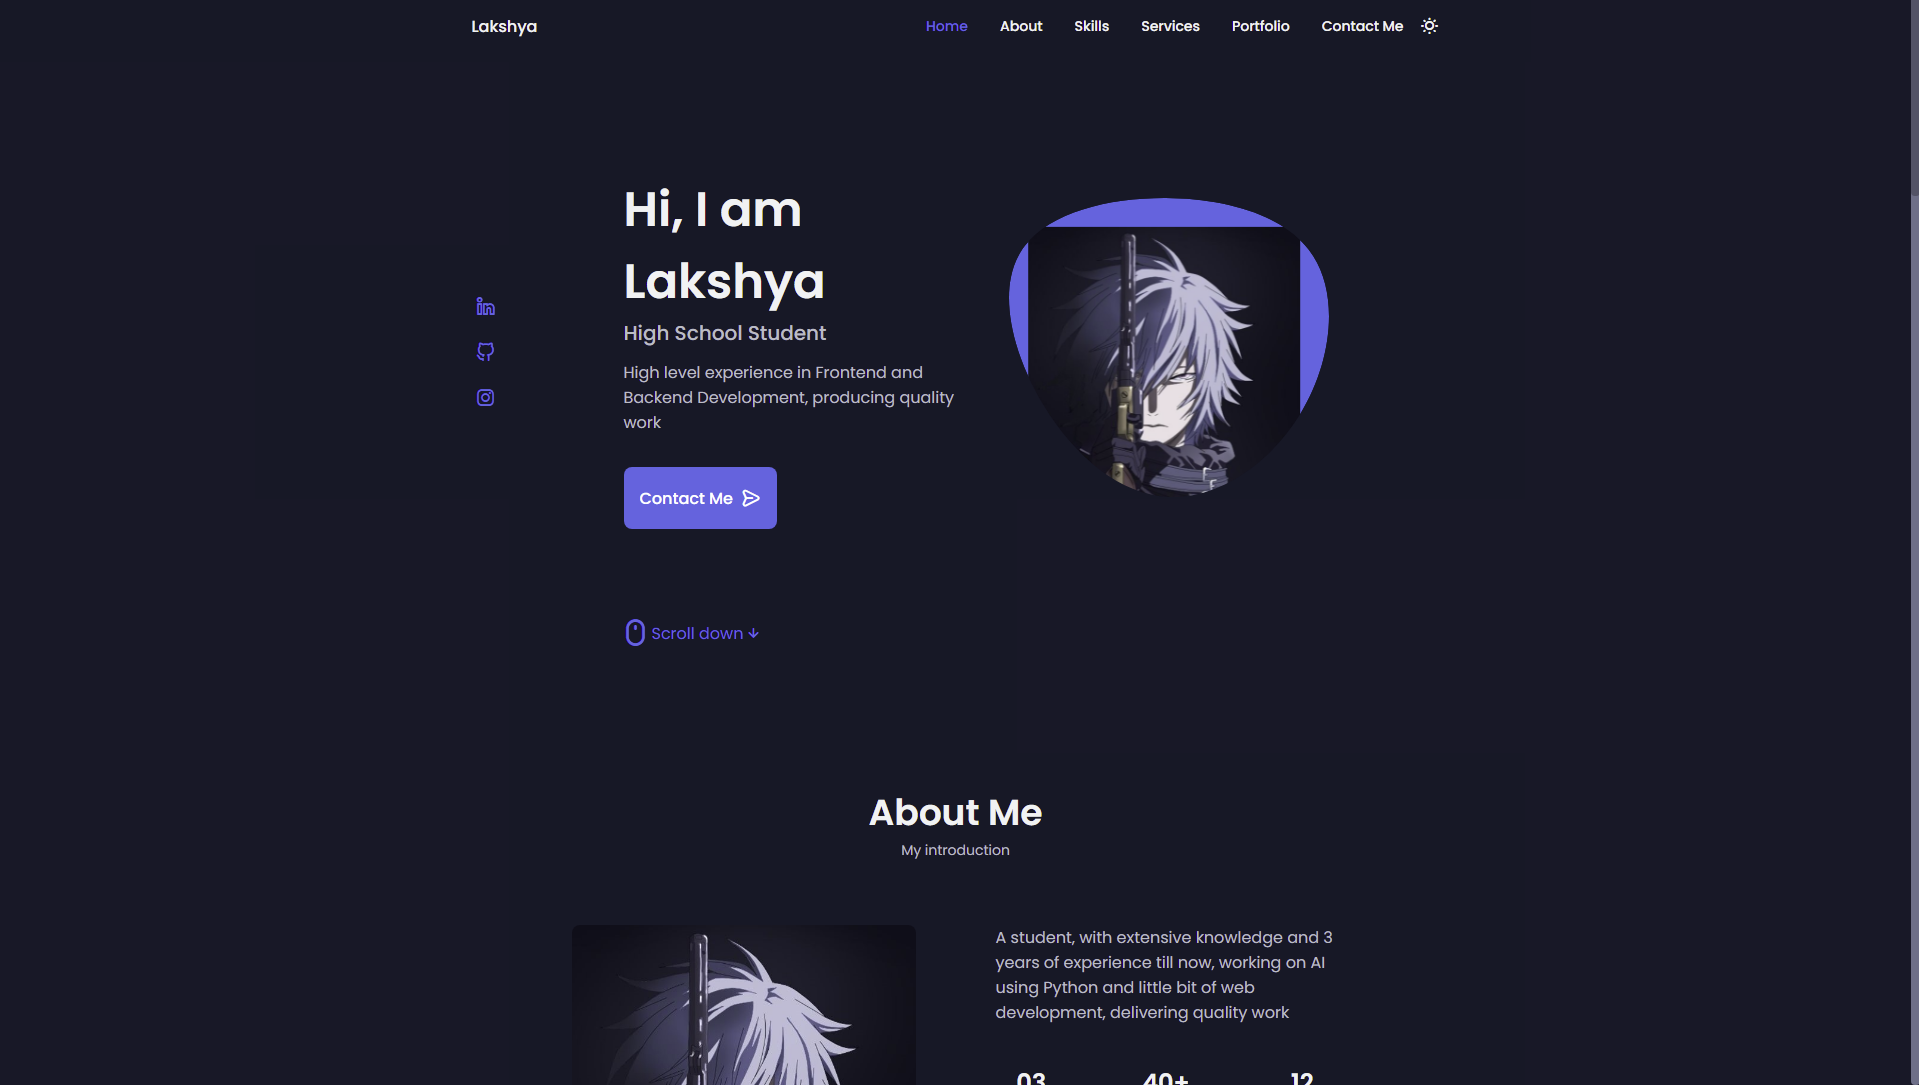 Lakshya
Home About Skills Services Portfolio Contact Me
Hi, I am
Lakshya
High School Student
High level experience in Frontend and
Backend Development, producing quality
work
Contact Me
Scroll down
About Me
My introduction
A student, with extensive knowledge and 3
years of experience till now, working on AI
using Python and little bit of web
development, delivering quality work
03 40+ 12